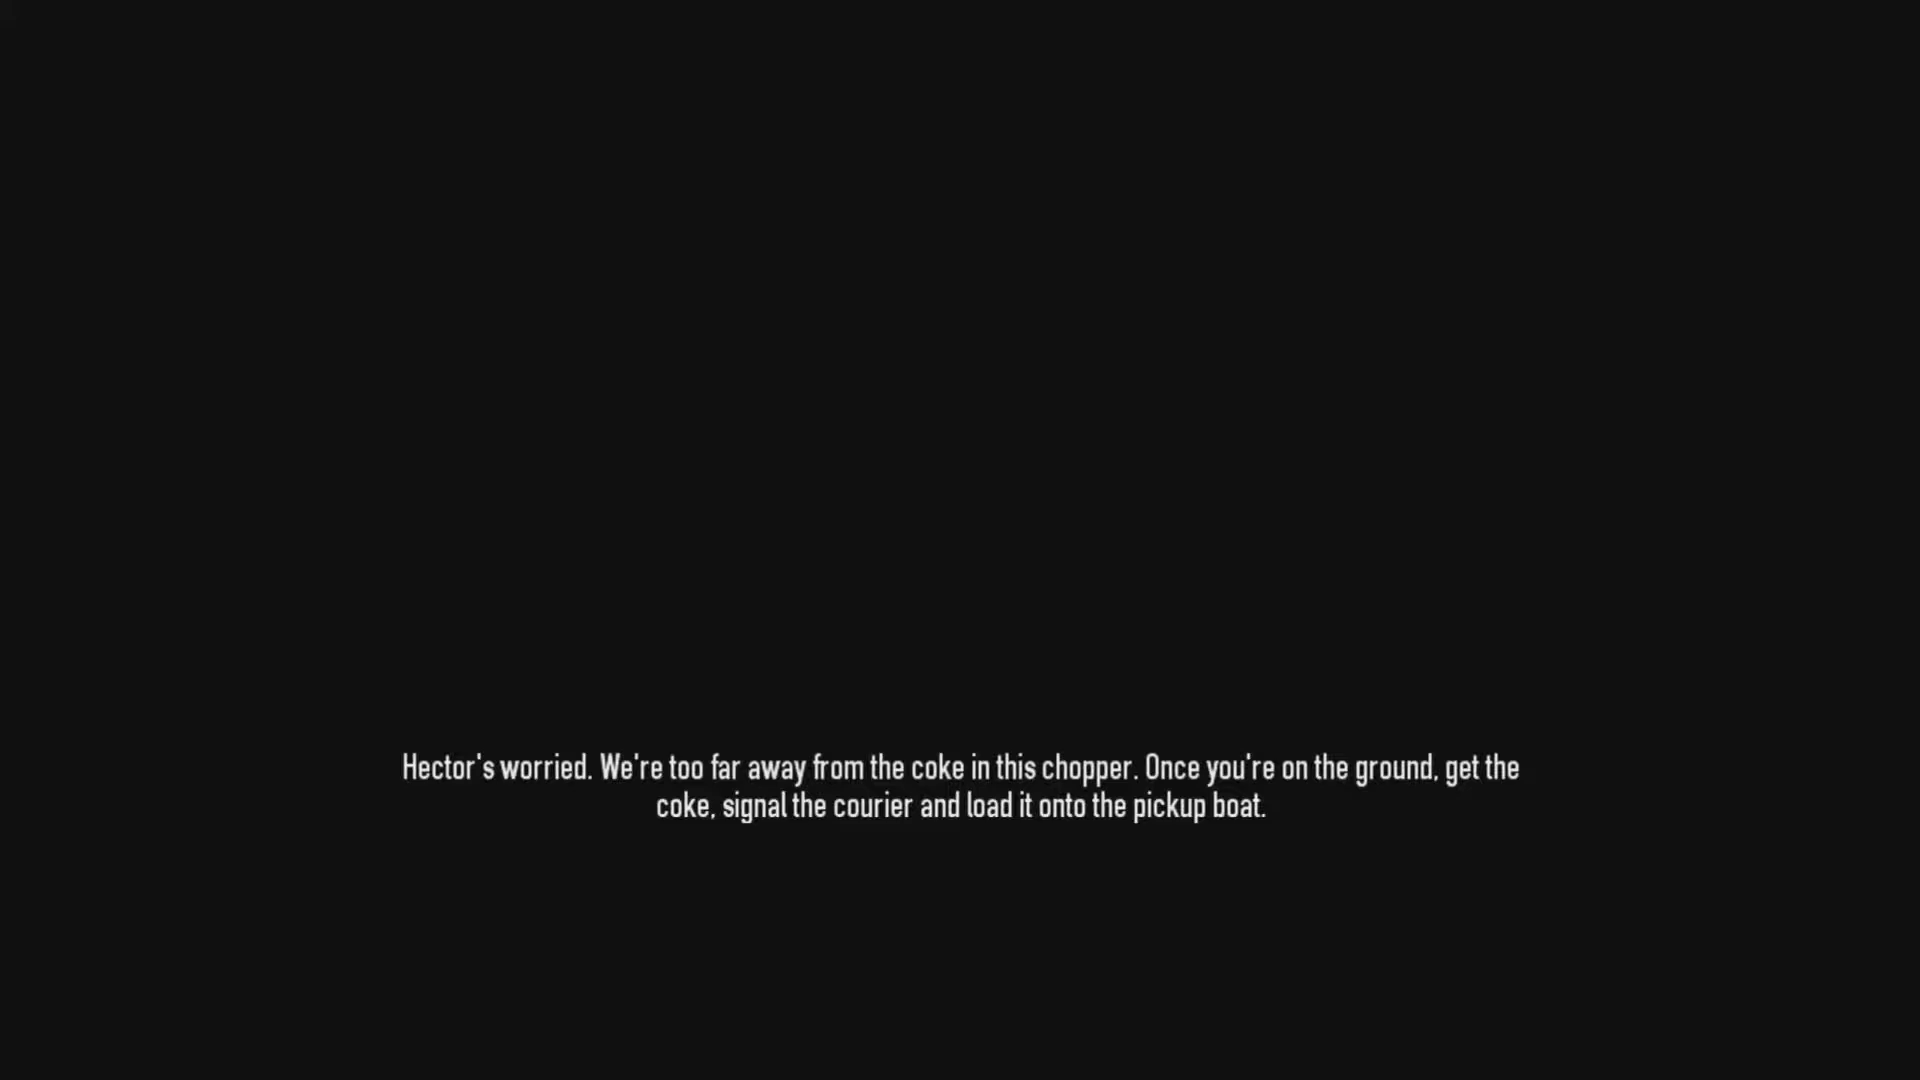 Hector's worried. We're too far away from the coke in this chopper. Once you're on the ground, get the
coke, signal the courier and load it onto the pickup boat.